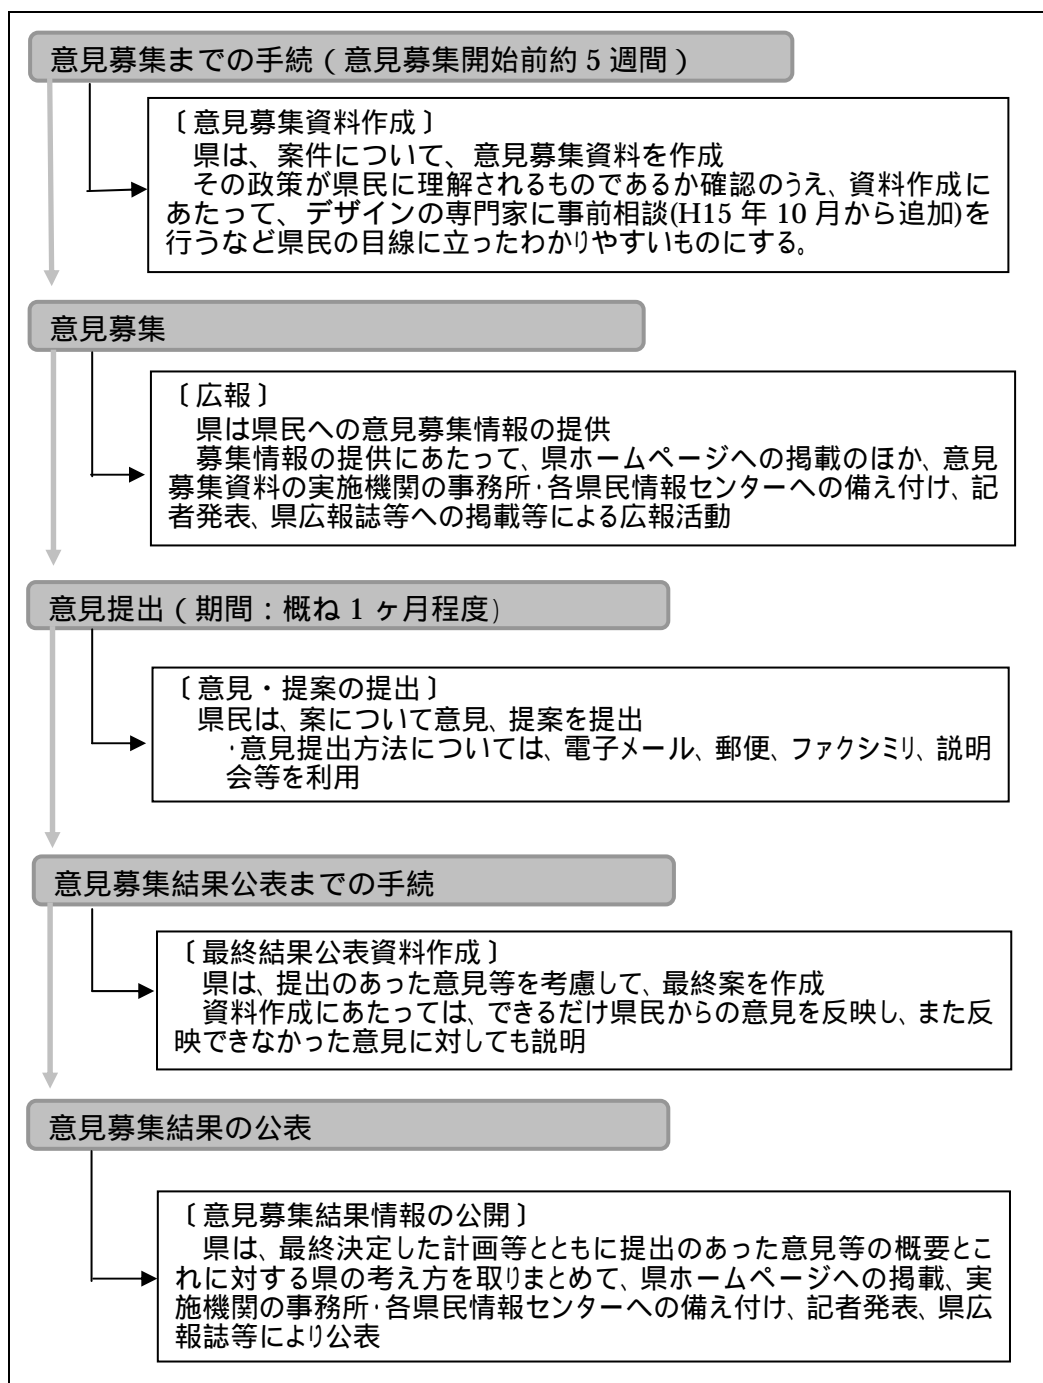 意見募集までの手続（意見募集開始前約 5 週間）
〔意見募集資料作成〕
県は、案件について、意見募集資料を作成
その政策が県民に理解されるものであるか確認のうえ、資料作成に
あたって、デザインの専門家に事前相談(H15 年 10 月から追加)を
行うなど県民の目線に立ったわかりやすいものにする。
意見募集
〔広報〕
県は県民への意見募集情報の提供
募集情報の提供にあたって、県ホームページへの掲載のほか、意見
募集資料の実施機関の事務所・各県民情報センターへの備え付け、記
者発表、県広報誌等への掲載等による広報活動
意見提出（期間：概ね 1 ヶ月程度）
〔意見・提案の提出〕
県民は、案について意見、提案を提出
・意見提出方法については、電子メール、郵便、ファクシミリ、説明
会等を利用
意見募集結果公表までの手続
〔最終結果公表資料作成〕
県は、提出のあった意見等を考慮して、最終案を作成
資料作成にあたっては、できるだけ県民からの意見を反映し、また反
映できなかった意見に対しても説明
意見募集結果の公表
〔意見募集結果情報の公開〕
県は、最終決定した計画等とともに提出のあった意見等の概要とこ
れに対する県の考え方を取りまとめて、県ホームページへの掲載、実
施機関の事務所・各県民情報センターへの備え付け、記者発表、県広
報誌等により公表